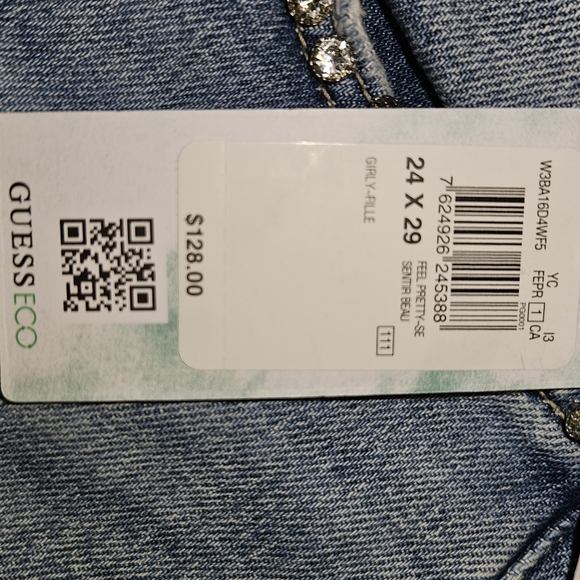 W3BA16D4WF5
YC I3
FEPR 1 CA
PG0001
7 624926 245388
24 X 29
FEEL PRETTY-SE
SENTIR BEAU
111
GIRLY-FILLE
$128.00
GUESS ECO